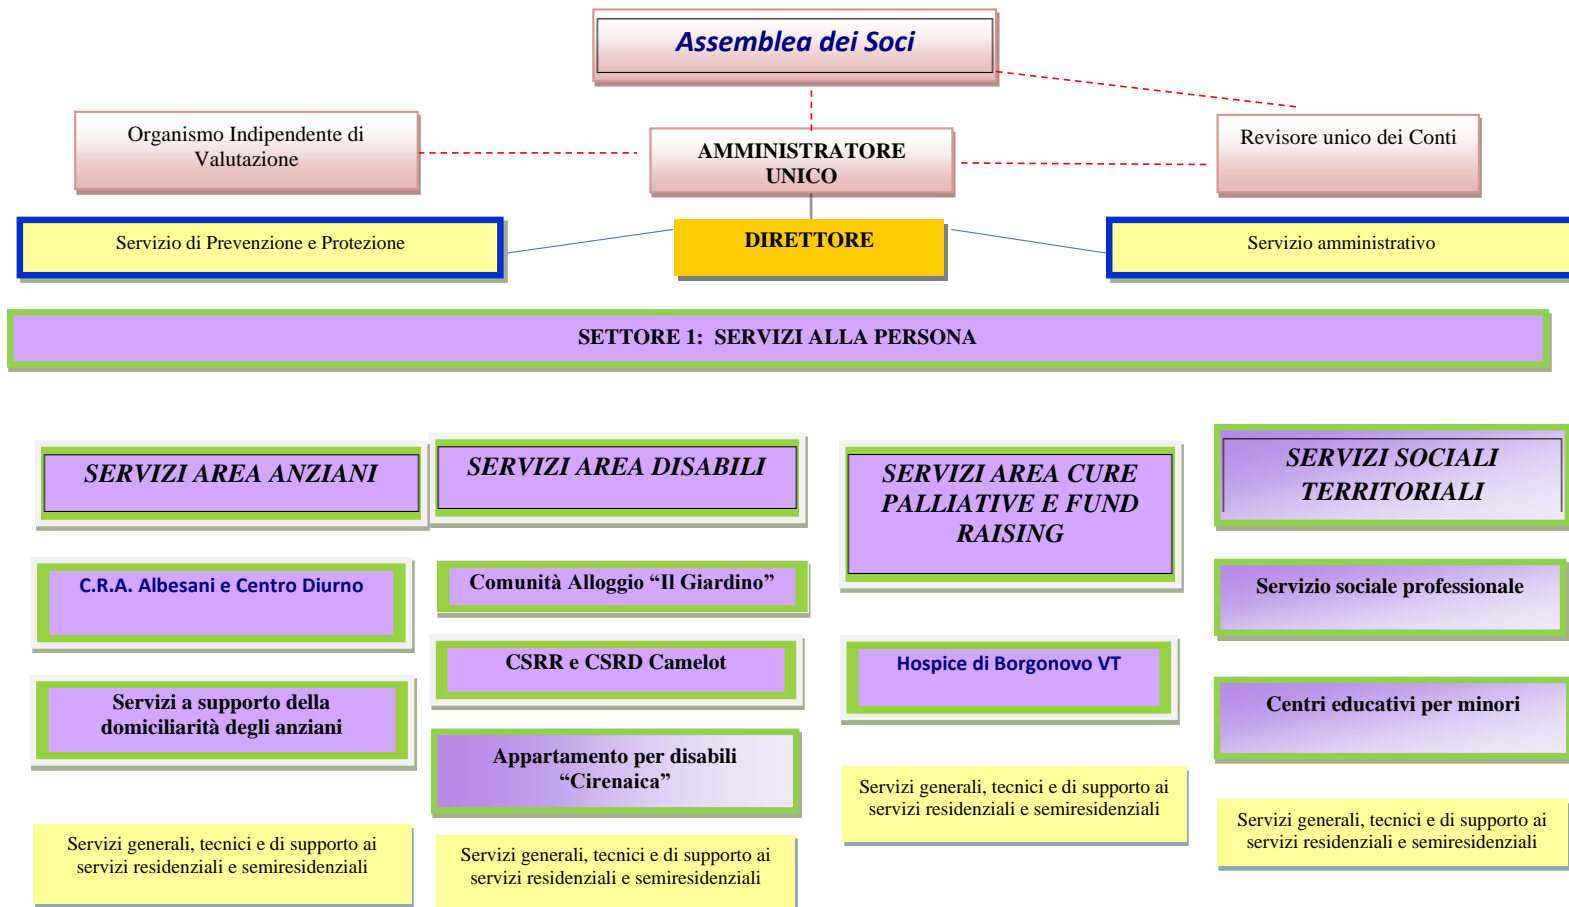 Assemblea dei Soci
Organismo Indipendente di
Valutazione
AMMINISTRATORE
UNICO
Revisore unico dei Conti
Servizio di Prevenzione e Protezione
DIRETTORE
Servizio amministrativo
SETTORE 1: SERVIZI ALLA PERSONA
SERVIZI AREA ANZIANI
C.R.A. Albesani e Centro Diurno
Servizi a supporto della
domiciliarità degli anziani
Servizi generali, tecnici e di supporto ai
servizi residenziali e semiresidenziali
SERVIZI AREA DISABILI
Comunità Alloggio “Il Giardino”
CSRR e CSRD Camelot
Appartamento per disabili
“Cirenaica”
Servizi generali, tecnici e di supporto ai
servizi residenziali e semiresidenziali
SERVIZI AREA CURE
PALLIATIVE E FUND
RAISING
Hospice di Borgonovo VT
Servizi generali, tecnici e di supporto ai
servizi residenziali e semiresidenziali
SERVIZI SOCIALI
TERRITORIALI
Servizio sociale professionale
Centri educativi per minori
Servizi generali, tecnici e di supporto ai
servizi residenziali e semiresidenziali